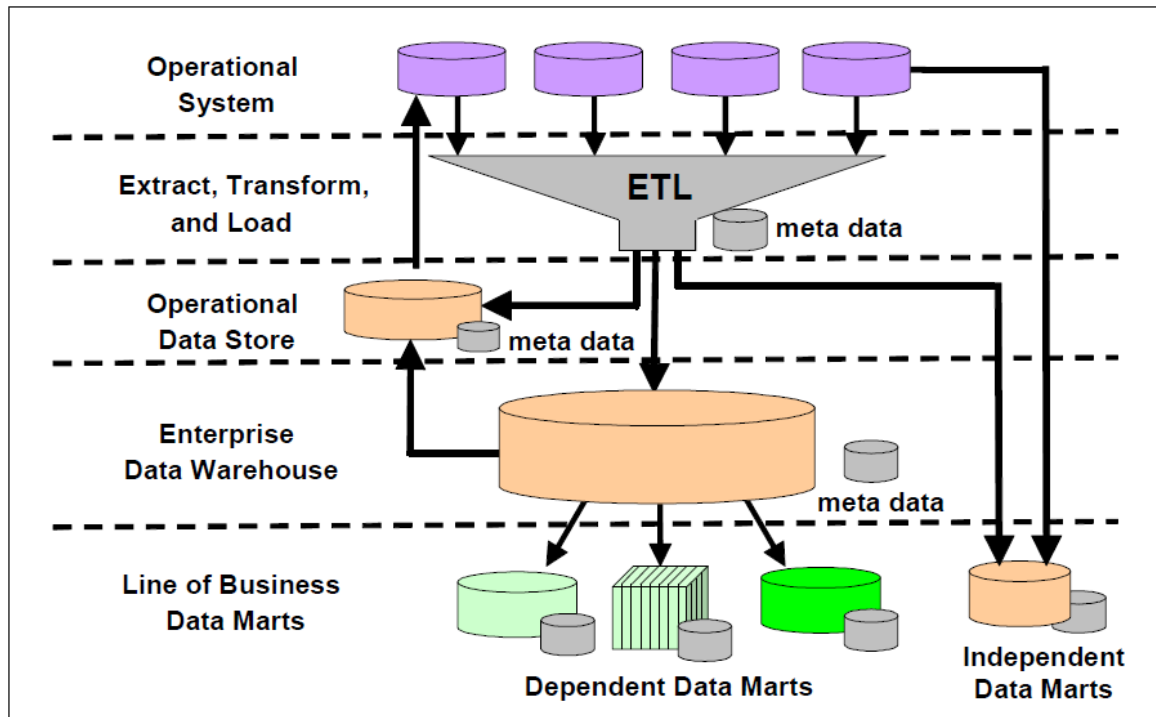 Operational
System
Extract, Transform,
and Load
ETL
meta data
Operational
Data Store
meta data
Enterprise
Data Warehouse
meta data
Line of Business
Data Marts
Dependent Data Marts
Independent
Data Marts